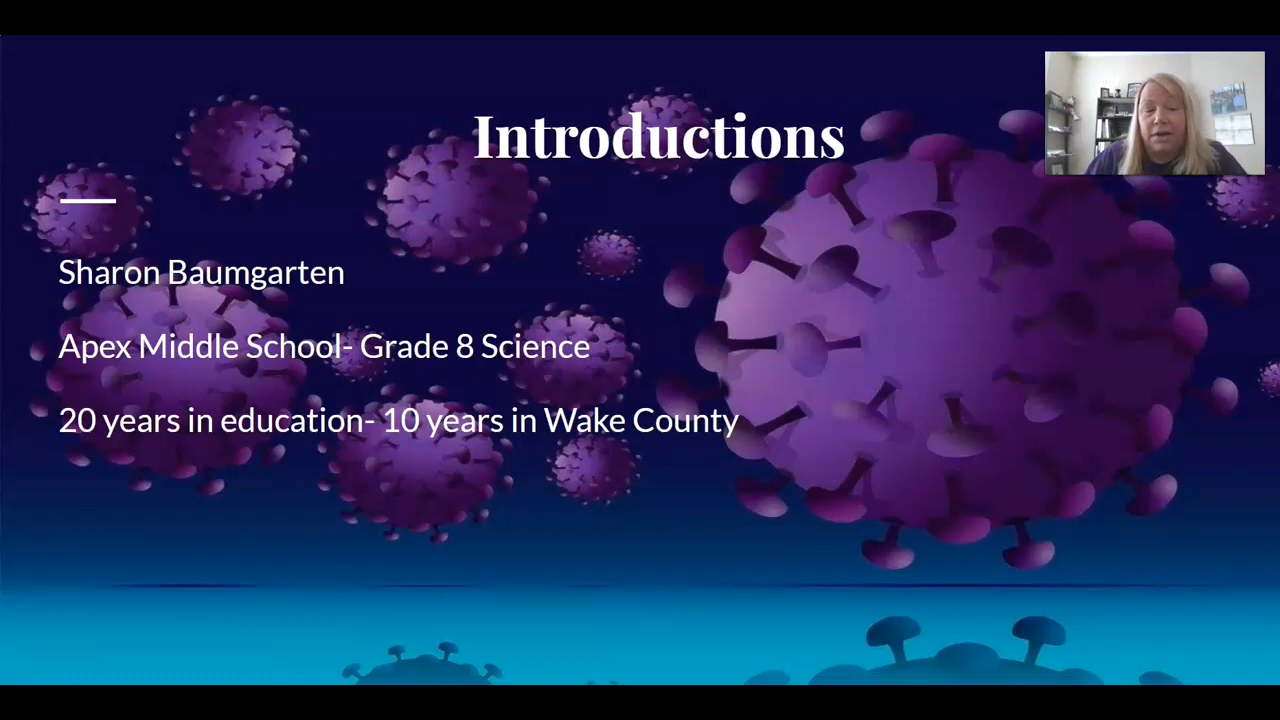 Introductions
Sharon Baumgarten
Apex Middle School- Grade 8 Science
20 years in education- 10 years in Wake County